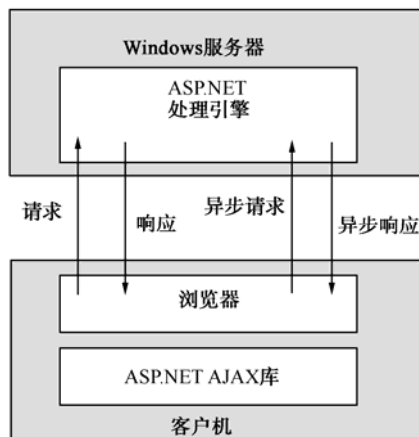 Windows服务器
ASP.NET
处理引擎
请求
响应
异步请求
异步响应
浏览器
ASP.NET AJAX库
客户机